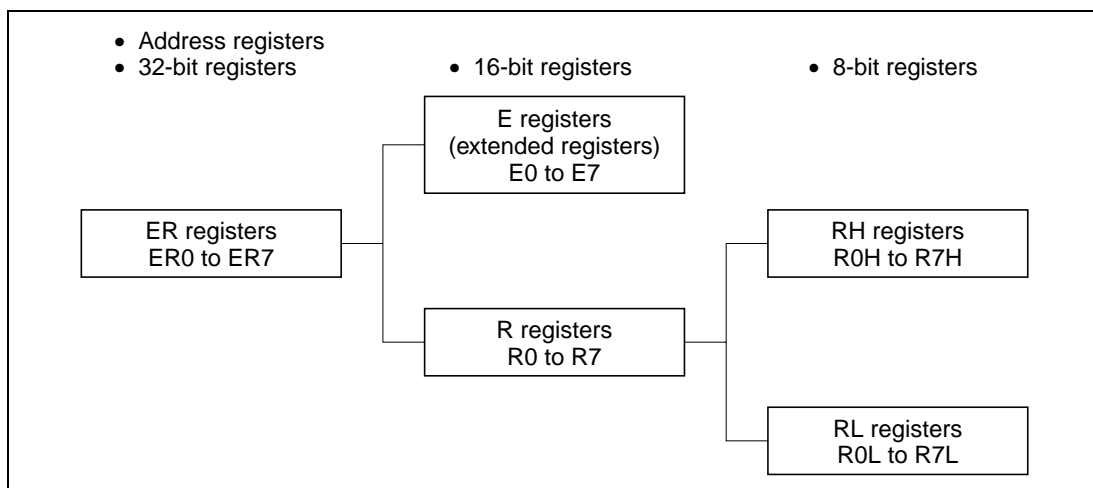 • Address registers
• 32-bit registers
• 16-bit registers
• 8-bit registers
E registers
(extended registers)
E0 to E7
ER registers
ER0 to ER7
RH registers
R0H to R7H
R registers
R0 to R7
RL registers
R0L to R7L